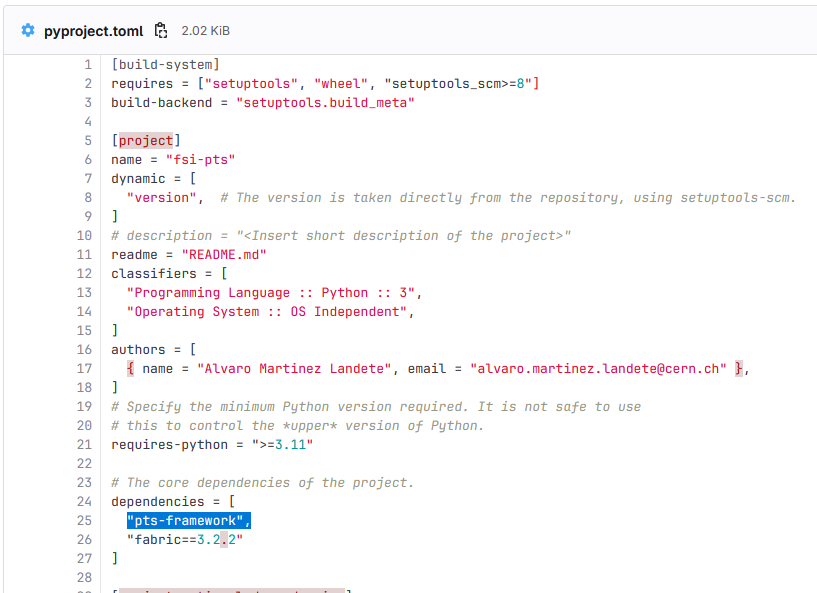 pyproject.toml 2.02 KiB
1 [build-system]
2 requires = ["setuptools", "wheel", "setuptools_scm>=8"]
3 build-backend = "setuptools.build_meta"
4
5 [project]
6 name = "fsi-pts"
7 dynamic = [
8 "version",  # The version is taken directly from the repository, using setuptools-scm.
9 ]
10 # description = "<Insert short description of the project>"
11 readme = "README.md"
12 classifiers = [
13 "Programming Language :: Python :: 3",
14 "Operating System :: OS Independent",
15 ]
16 authors = [
17 { name = "Alvaro Martinez Landete", email = "alvaro.martinez.landete@cern.ch" },
18 ]
19 # Specify the minimum Python version required. It is not safe to use
20 # this to control the *upper* version of Python.
21 requires-python = ">=3.11"
22
23 # The core dependencies of the project.
24 dependencies = [
25 "pts-framework",
26 "fabric==3.2.2"
27 ]
28